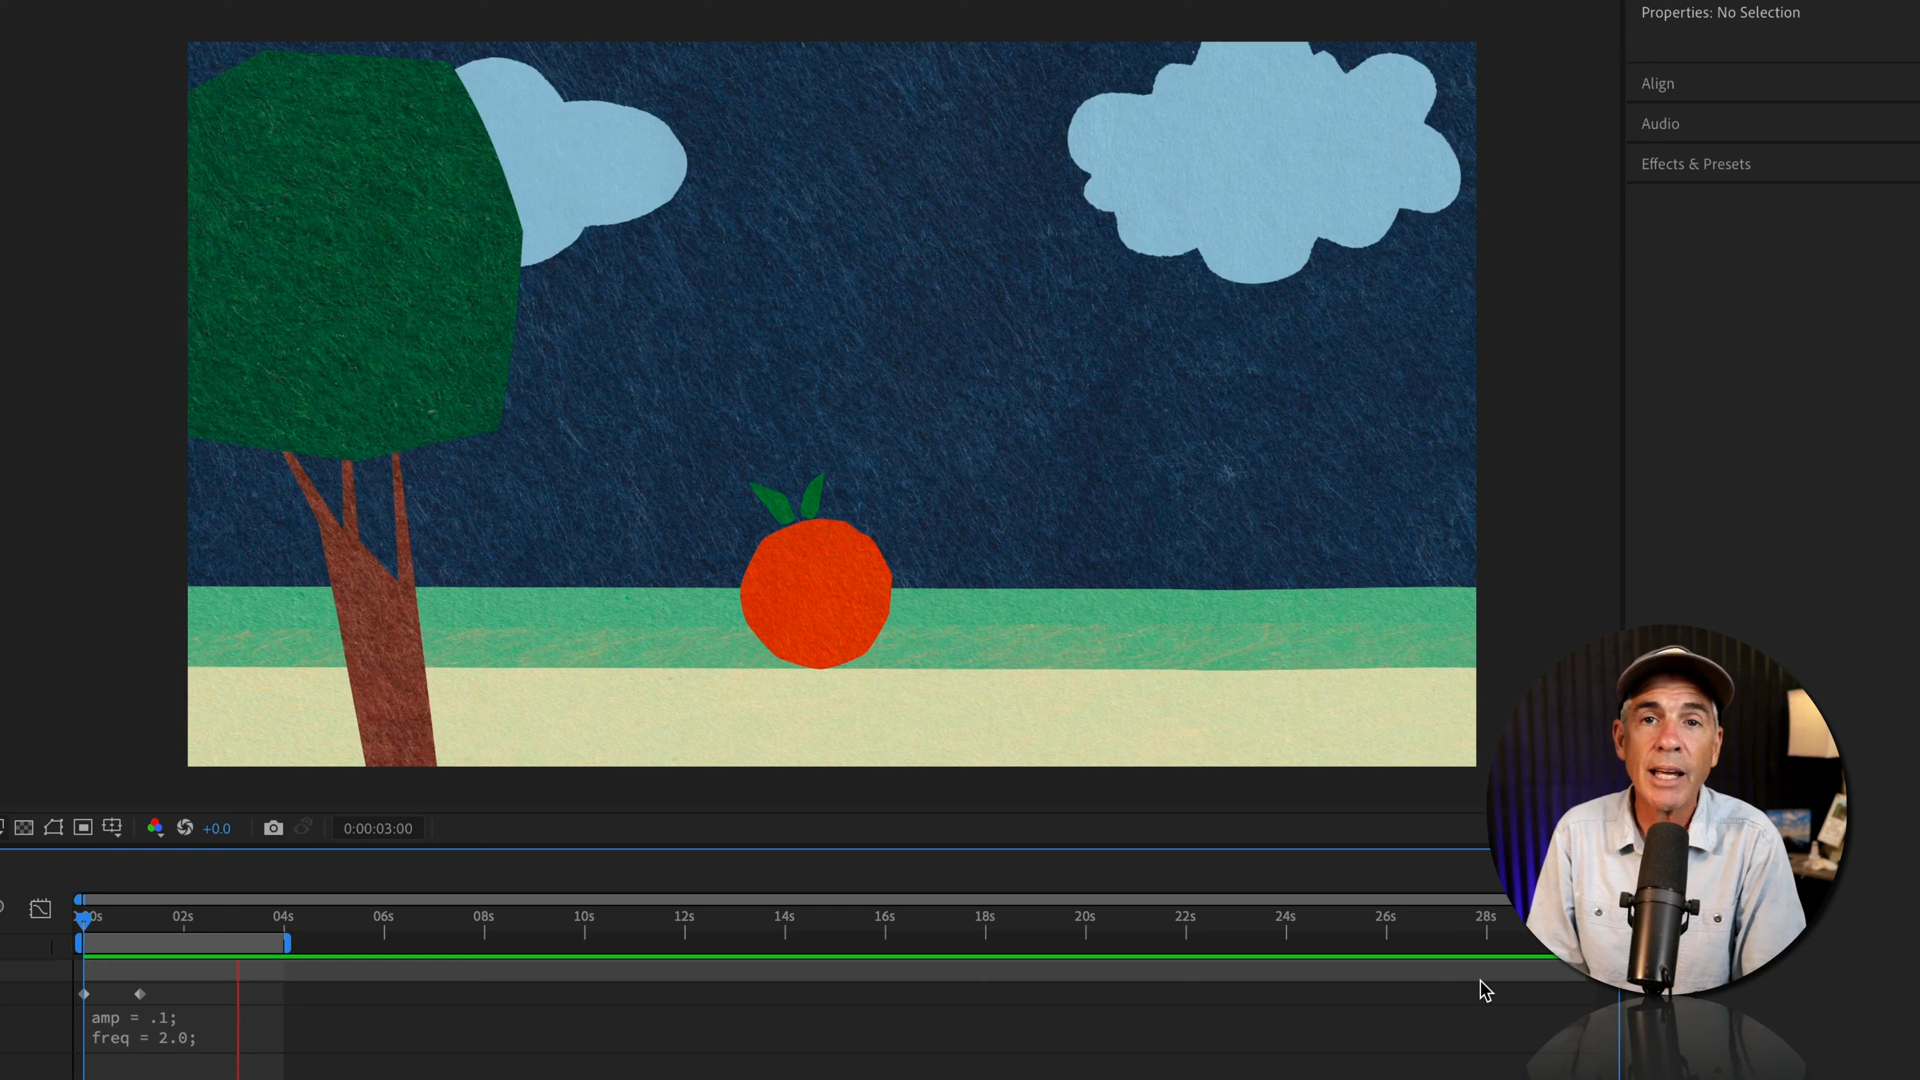 Properties: No Selection
Align
Audio
Effects & Presets
+0.0
0:00:03:00
00s 02s 04s 06s 08s 10s 12s 14s 16s 18s 20s 22s 24s 26s 28s
amp = .1;
freq = 2.0;